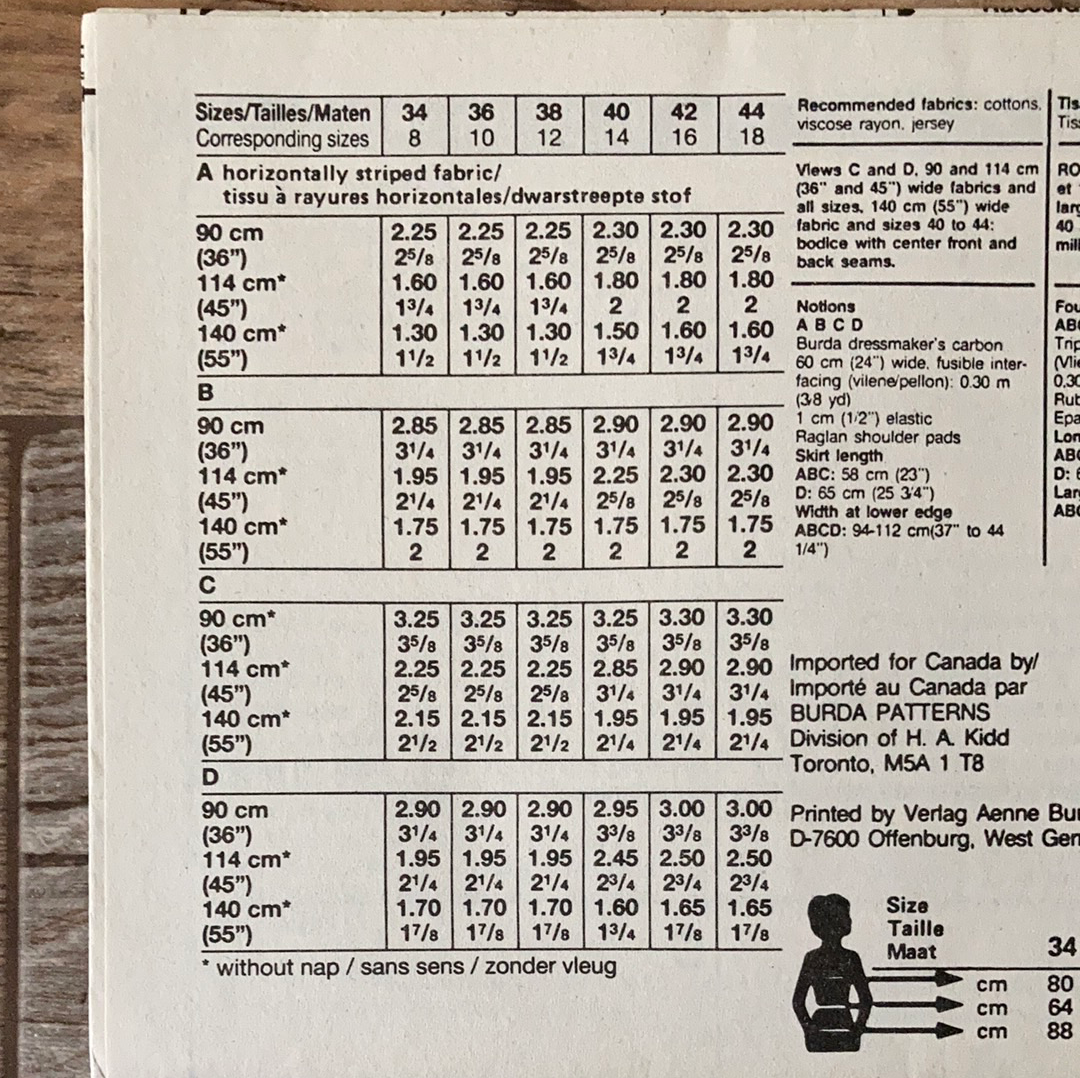 Sizes/Tailles/Maten 34 36 38 40 42 44
Corresponding sizes 8 10 12 14 16 18
A horizontally striped fabric/
tissu à rayures horizontales/dwarstreepte stof
90 cm 2.25 2.25 2.25 2.30 2.30 2.30
(36") 2⁵/₈ 2⁵/₈ 2⁵/₈ 2⁵/₈ 2⁵/₈ 2⁵/₈
114 cm* 1.60 1.60 1.60 1.80 1.80 1.80
(45") 1³/₄ 1³/₄ 1³/₄ 2 2 2
140 cm* 1.30 1.30 1.30 1.50 1.60 1.60
(55") 1¹/₂ 1¹/₂ 1¹/₂ 1³/₄ 1³/₄ 1³/₄
B
90 cm 2.85 2.85 2.85 2.90 2.90 2.90
(36") 3¹/₄ 3¹/₄ 3¹/₄ 3¹/₄ 3¹/₄ 3¹/₄
114 cm* 1.95 1.95 1.95 2.25 2.30 2.30
(45") 2¹/₄ 2¹/₄ 2¹/₄ 2⁵/₈ 2⁵/₈ 2⁵/₈
140 cm* 1.75 1.75 1.75 1.75 1.75 1.75
(55") 2 2 2 2 2 2
C
90 cm* 3.25 3.25 3.25 3.25 3.30 3.30
(36") 3⁵/₈ 3⁵/₈ 3⁵/₈ 3⁵/₈ 3⁵/₈ 3⁵/₈
114 cm* 2.25 2.25 2.25 2.85 2.90 2.90
(45") 2⁵/₈ 2⁵/₈ 2⁵/₈ 3¹/₄ 3¹/₄ 3¹/₄
140 cm* 2.15 2.15 2.15 1.95 1.95 1.95
(55") 2¹/₂ 2¹/₂ 2¹/₂ 2¹/₄ 2¹/₄ 2¹/₄
D
90 cm 2.90 2.90 2.90 2.95 3.00 3.00
(36") 3¹/₄ 3¹/₄ 3¹/₄ 3³/₈ 3³/₈ 3³/₈
114 cm* 1.95 1.95 1.95 2.45 2.50 2.50
(45") 2¹/₄ 2¹/₄ 2¹/₄ 2³/₄ 2³/₄ 2³/₄
140 cm* 1.70 1.70 1.70 1.60 1.65 1.65
(55") 1⁷/₈ 1⁷/₈ 1⁷/₈ 1³/₄ 1⁷/₈ 1⁷/₈
* without nap / sans sens / zonder vleug
Recommended fabrics: cottons,
viscose rayon, jersey
Views C and D, 90 and 114 cm
(36" and 45") wide fabrics and
all sizes, 140 cm (55") wide
fabric and sizes 40 to 44:
bodice with center front and
back seams.
Notions
A B C D
Burda dressmaker's carbon
60 cm (24") wide, fusible inter-
facing (vilene/pellon): 0.30 m
(3⁄8 yd)
1 cm (1/2") elastic
Raglan shoulder pads
Skirt length
ABC: 58 cm (23")
D: 65 cm (25 3/4")
Width at lower edge
ABCD: 94-112 cm(37" to 44
1/4")
Imported for Canada by/
Importé au Canada par
BURDA PATTERNS
Division of H. A. Kidd
Toronto, M5A 1 T8
Printed by Verlag Aenne
D-7600 Offenburg, West
Size
Taille
Maat 34
cm 80
cm 64
cm 88